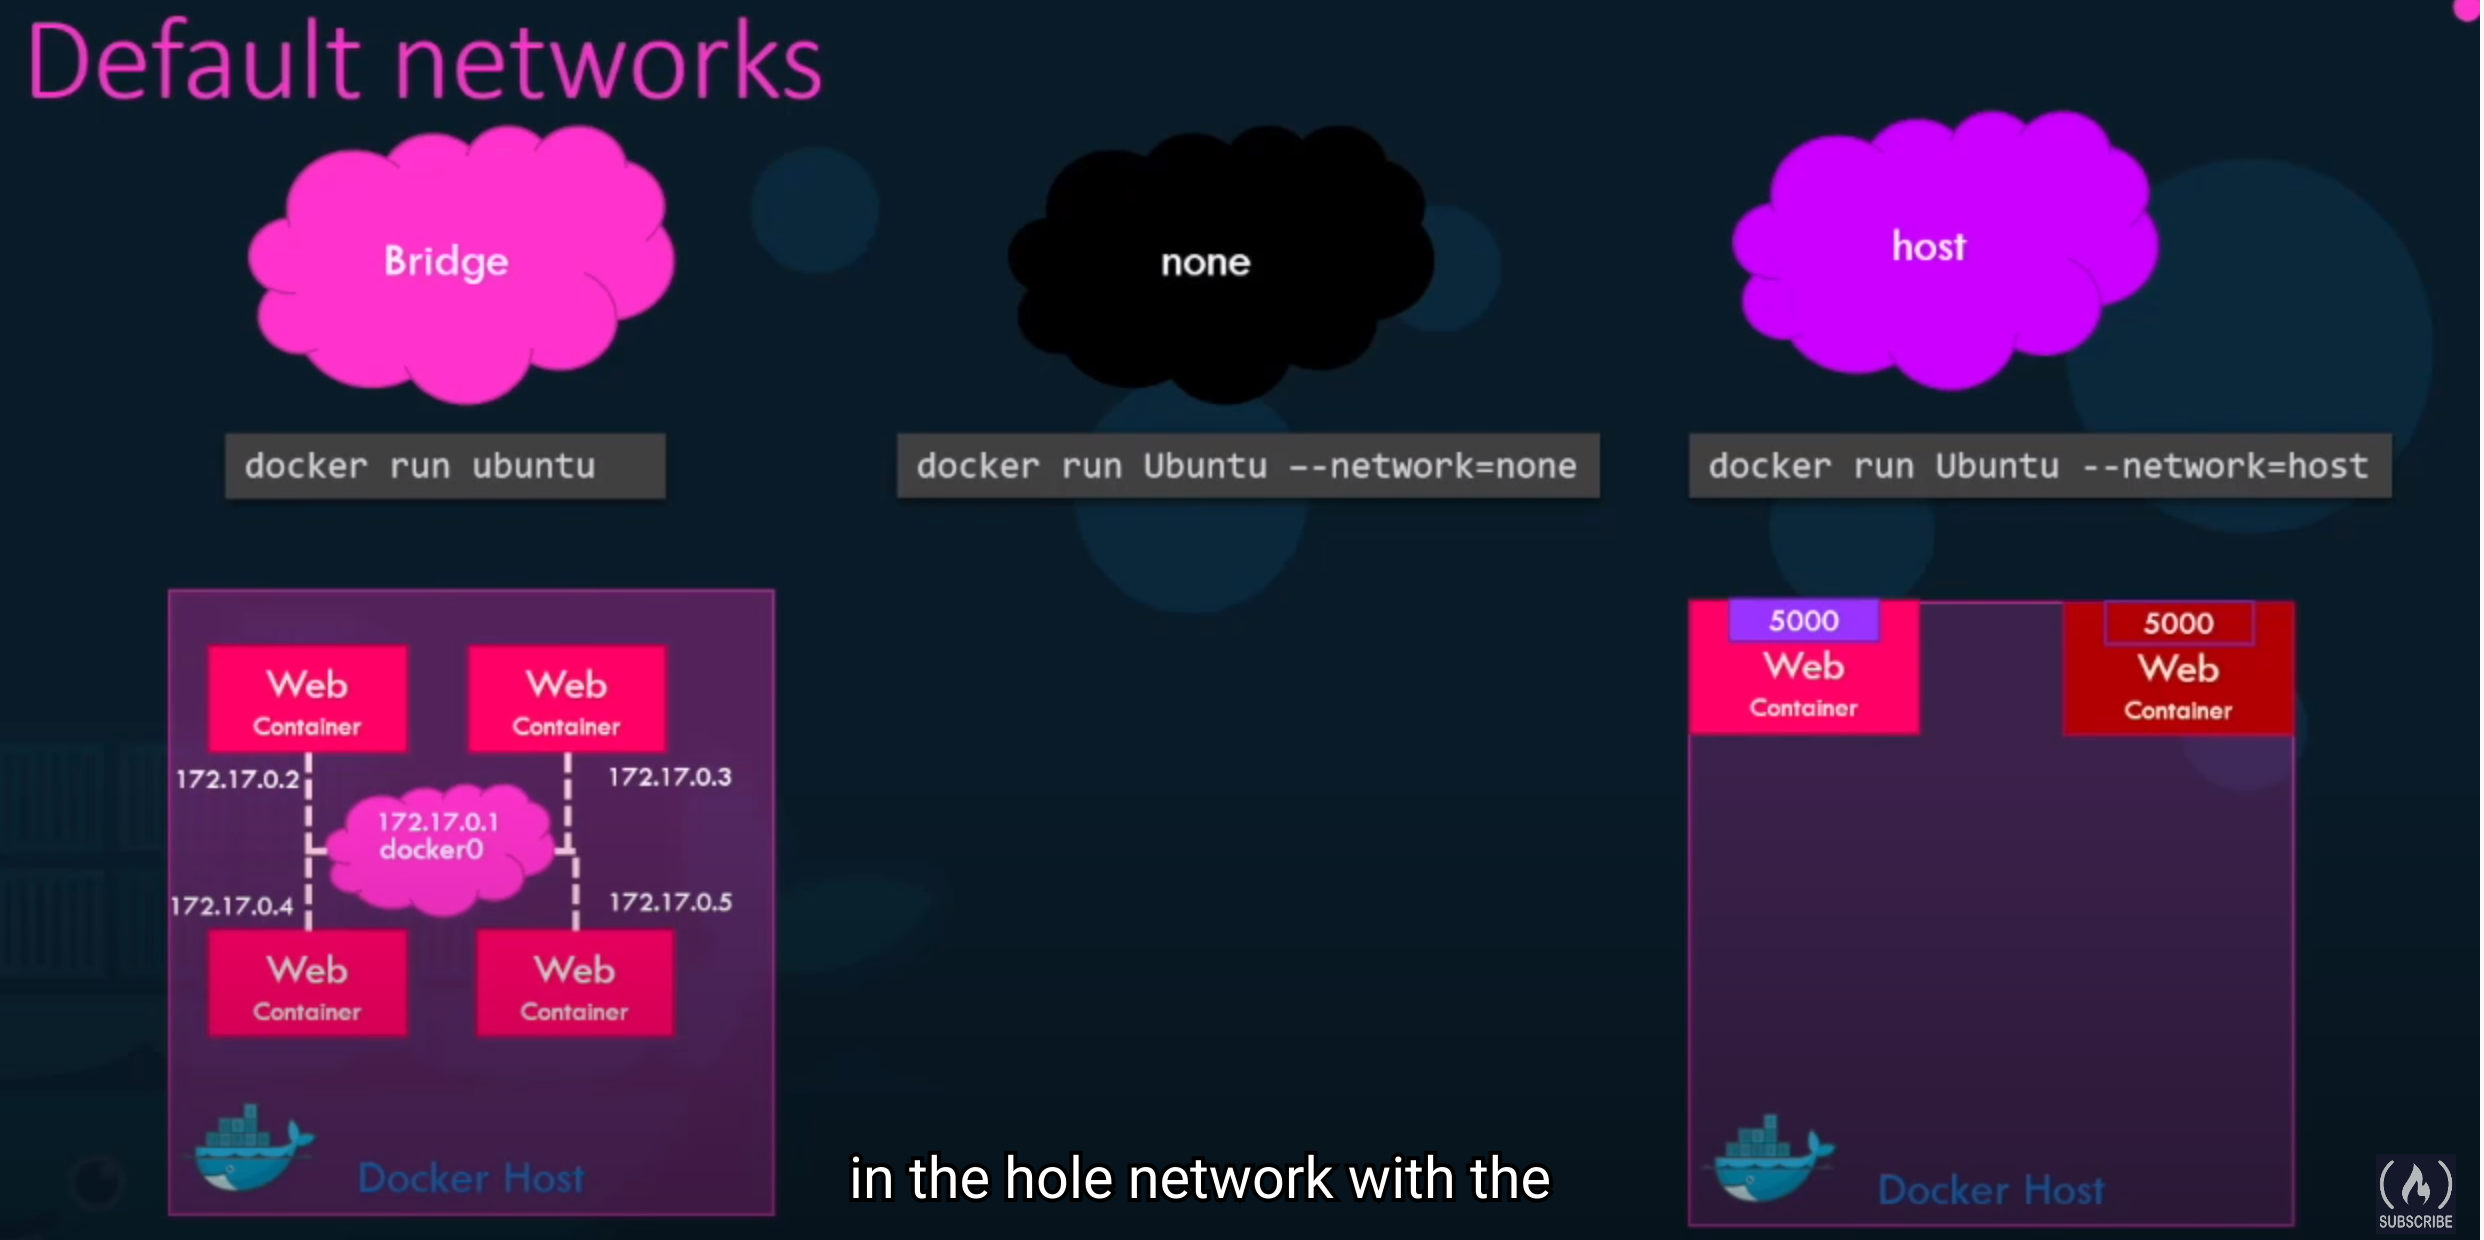 Default networks
Bridge
none
host
docker run ubuntu
docker run Ubuntu --network=none
docker run Ubuntu --network=host
Web
Container
Web
Container
172.17.0.2
172.17.0.3
172.17.0.1
docker0
172.17.0.4
172.17.0.5
Web
Container
Web
Container
Docker Host
5000
Web
Container
5000
Web
Container
Docker Host
in the hole network with the
SUBSCRIBE